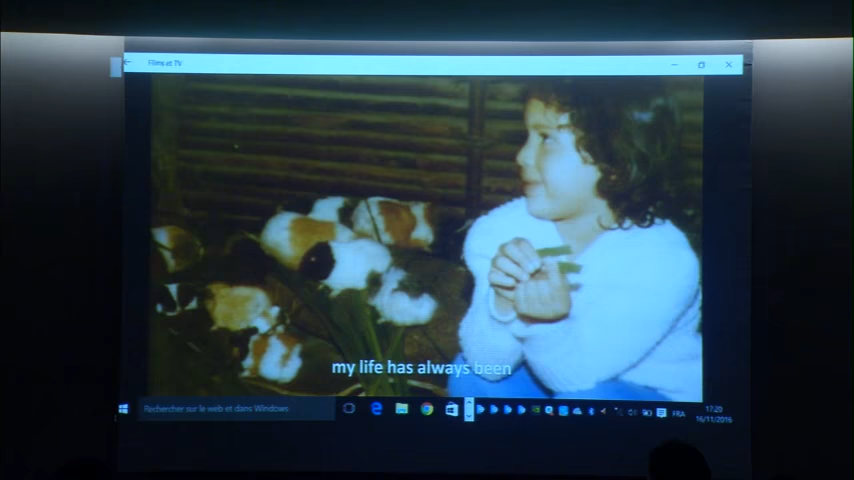 Films et TV
my life has always been
Rechercher sur le web et dans Windows
FRA
17:20
16/11/2016